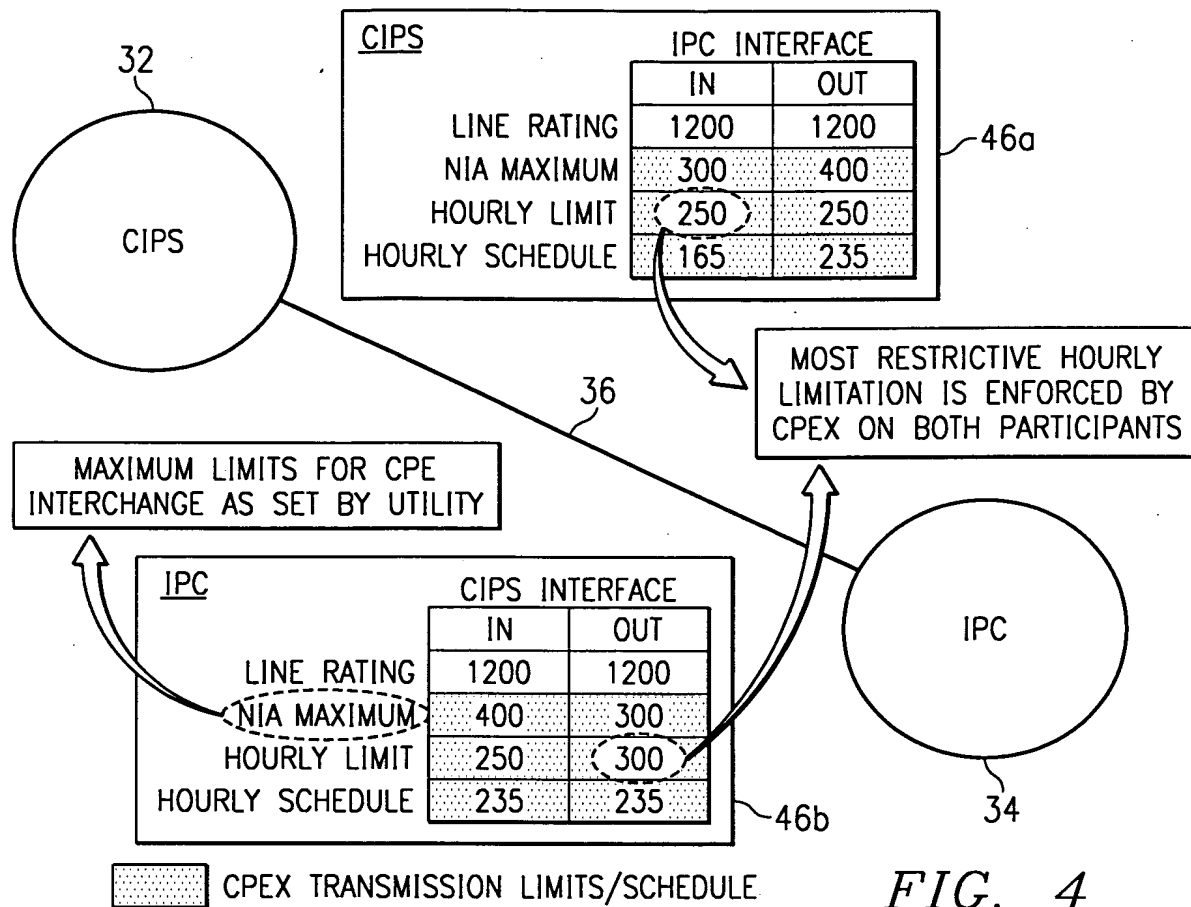 CIPS
IPC INTERFACE
IN OUT
LINE RATING 1200 1200
NIA MAXIMUM 300 400
HOURLY LIMIT 250 250
HOURLY SCHEDULE 165 235
46a
32
CIPS
36
MOST RESTRICTIVE HOURLY
LIMITATION IS ENFORCED BY
CPEX ON BOTH PARTICIPANTS
MAXIMUM LIMITS FOR CPE
INTERCHANGE AS SET BY UTILITY
IPC
CIPS INTERFACE
IN OUT
LINE RATING 1200 1200
NIA MAXIMUM 400 300
HOURLY LIMIT 250 300
HOURLY SCHEDULE 235 235
46b
IPC
34
CPEX TRANSMISSION LIMITS/SCHEDULE
FIG. 4